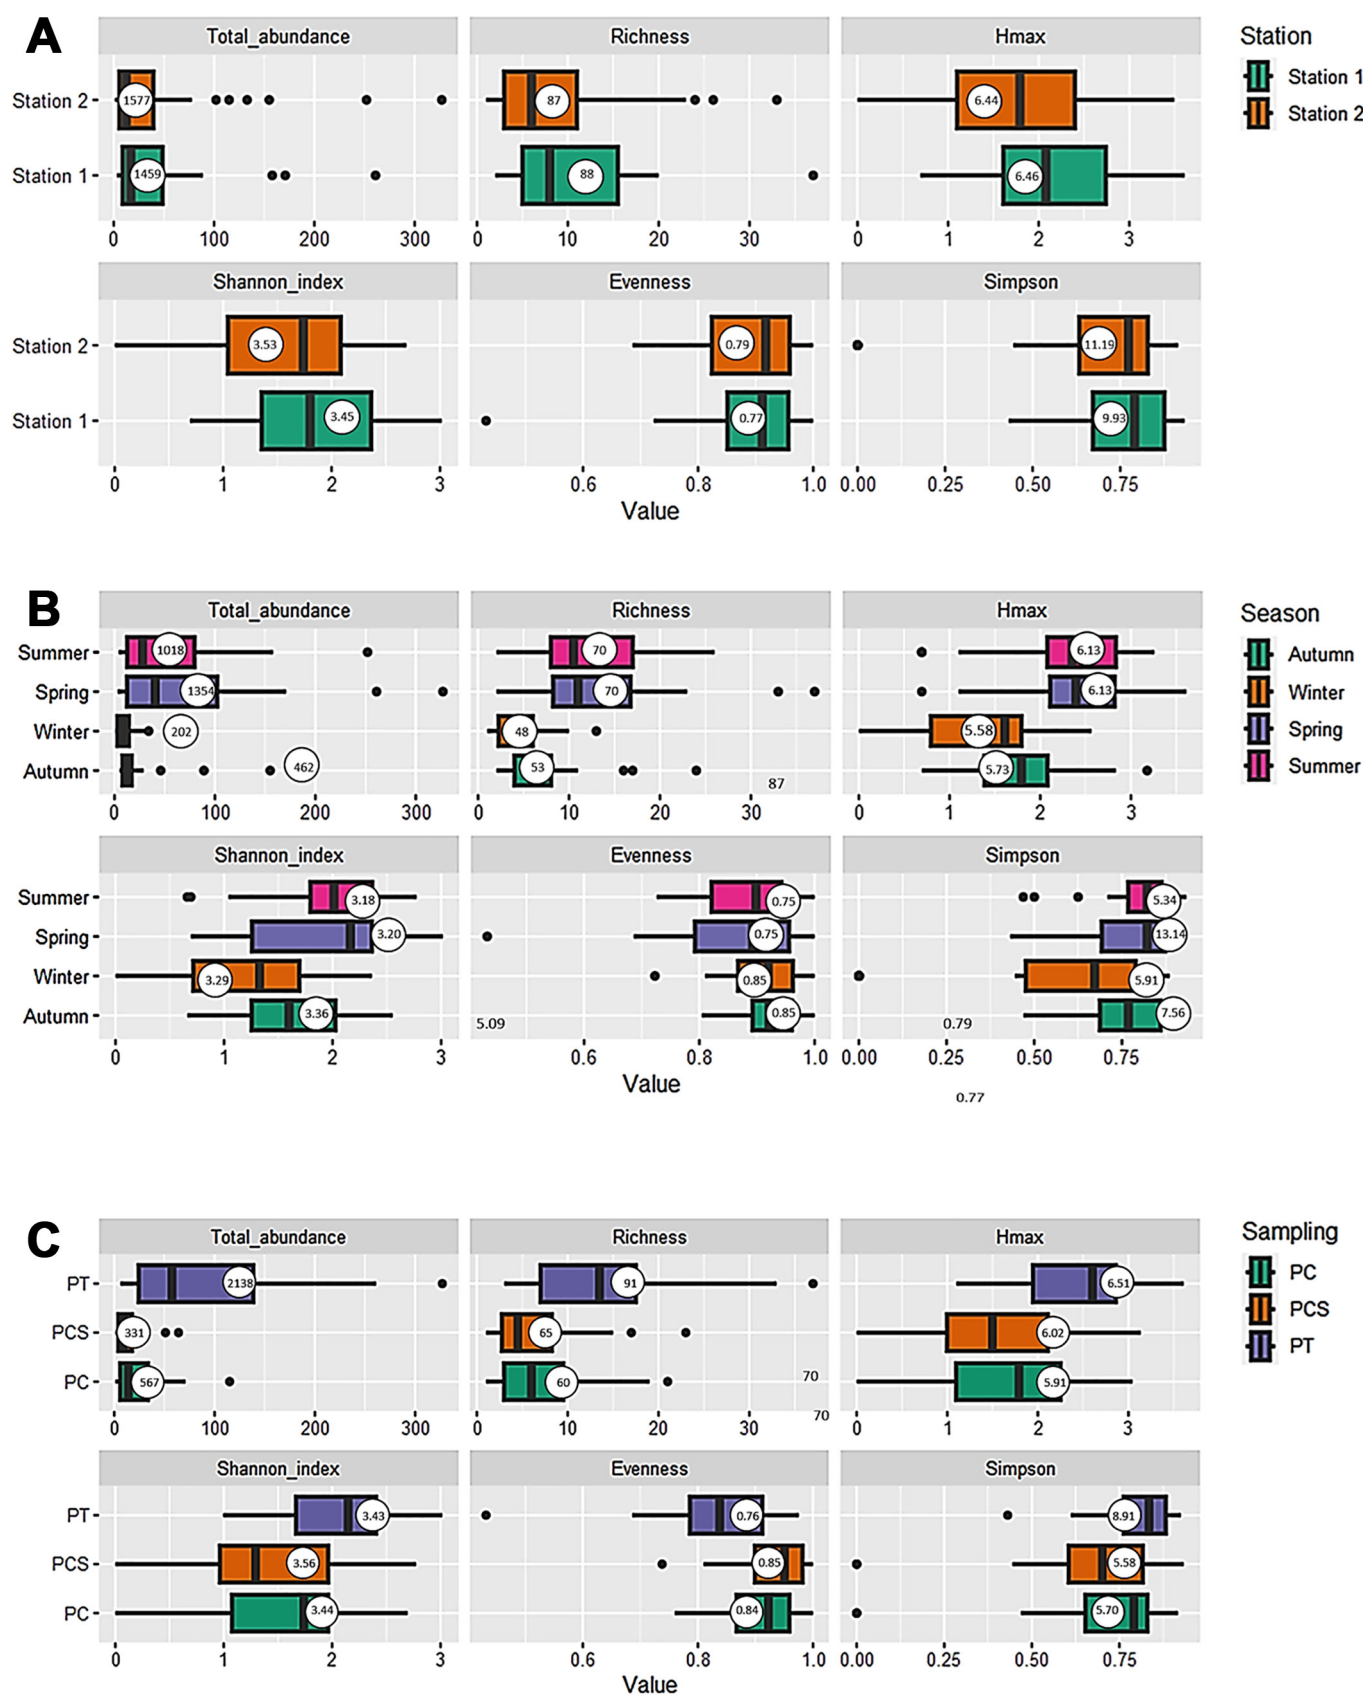 A
Total_abundance Richness Hmax
Station
Station 1
Station 2
Station 2 1577 87 6.44
Station 1 1459 88 6.46
0 100 200 300 0 10 20 30 0 1 2 3
Shannon_index Evenness Simpson
Station 2 3.53 0.79 11.19
Station 1 3.45 0.77 9.93
0 1 2 3 0.6 0.8 1.0 0.00 0.25 0.50 0.75
Value
B
Total_abundance Richness Hmax
Season
Autumn
Winter
Spring
Summer
Summer 1018 70 6.13
Spring 1354 70 6.13
Winter 202 48 5.58
Autumn 462 53 5.73
87
0 100 200 300 0 10 20 30 0 1 2 3
Shannon_index Evenness Simpson
Summer 3.18 0.75 5.34
Spring 3.20 0.75 13.14
Winter 3.29 0.85 5.91
Autumn 3.36 0.85 7.56
5.09 0.79
0 1 2 3 0.6 0.8 1.0 0.00 0.25 0.50 0.75
Value
0.77
C
Total_abundance Richness Hmax
Sampling
PC
PCS
PT
PT 2138 91 6.51
PCS 331 65 6.02
PC 567 60 5.91
70
70
0 100 200 300 0 10 20 30 0 1 2 3
Shannon_index Evenness Simpson
PT 3.43 0.76 8.91
PCS 3.56 0.85 5.58
PC 3.44 0.84 5.70
0 1 2 3 0.6 0.8 1.0 0.00 0.25 0.50 0.75
Value